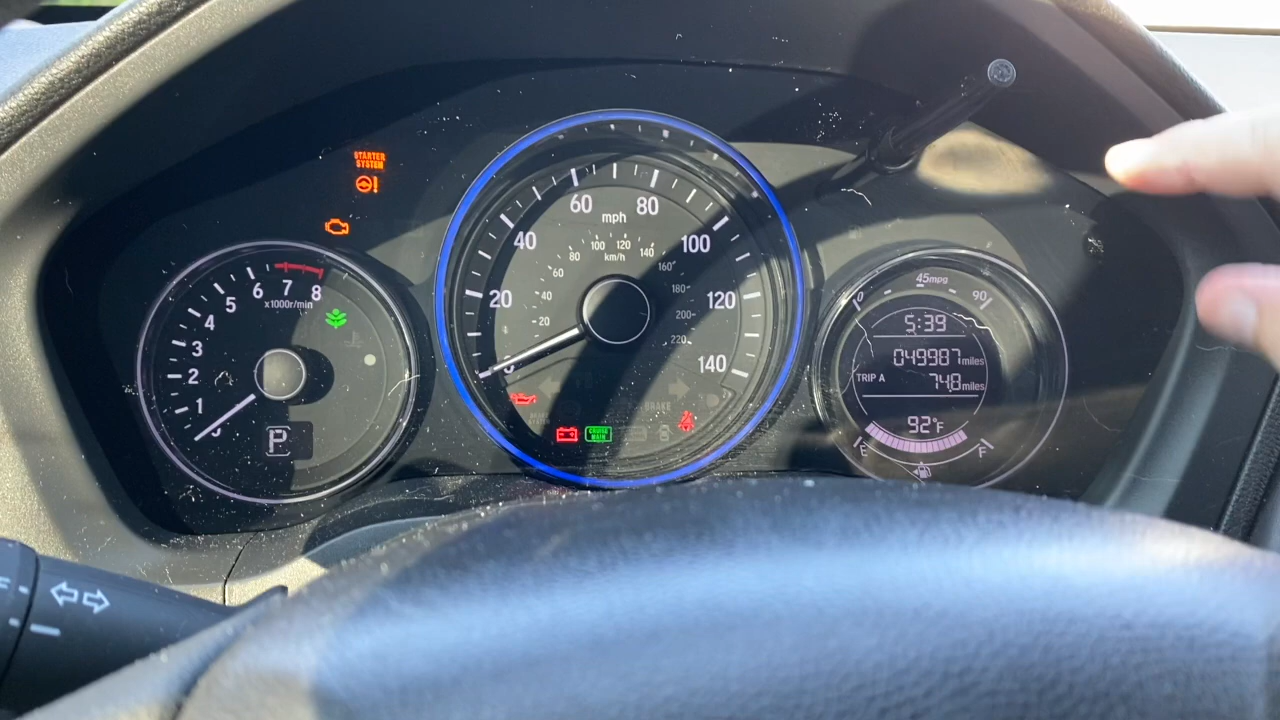 STARTER
SYSTEM
1
2
3
4
5
6
7
8
x1000r/min
P
20
40
60
80
100
120
140
mph
km/h
20
40
60
80
100
120
140
160
180
200
220
BRAKE
CRUISE
MAIN
0
45mpg
90
5:39
049987 miles
TRIP A
74.8 miles
92°F
E
F